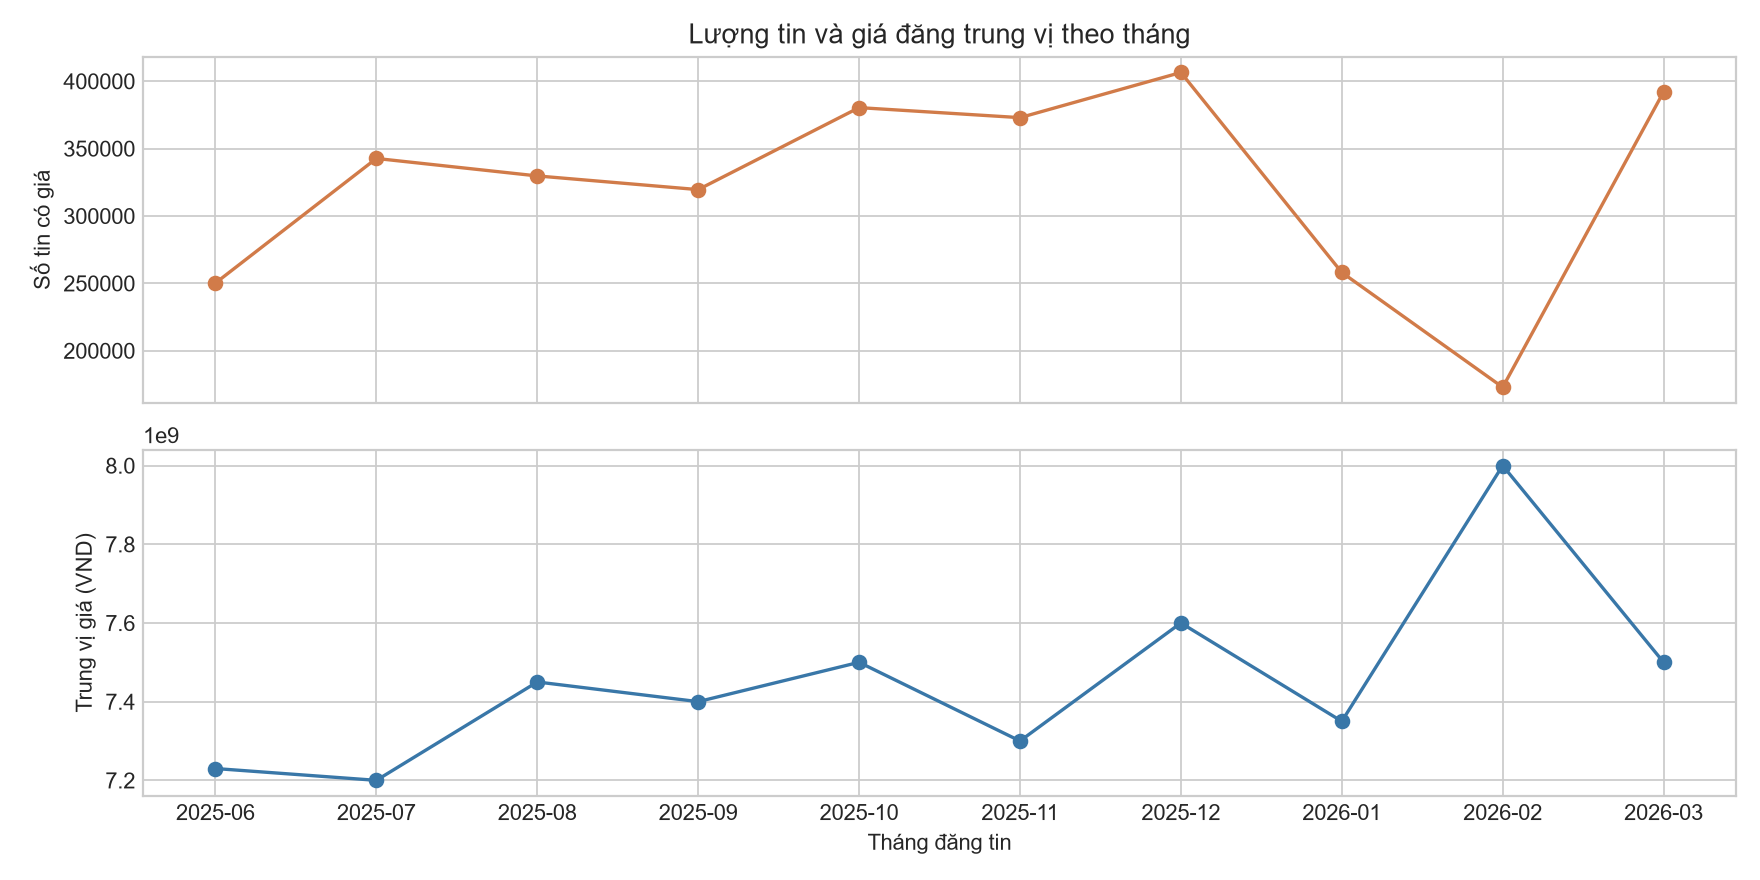 Lượng tin và giá đăng trung vị theo tháng
Số tin có giá
400000
350000
300000
250000
200000
1e9
Trung vị giá (VND)
8.0
7.8
7.6
7.4
7.2
2025-06 2025-07 2025-08 2025-09 2025-10 2025-11 2025-12 2026-01 2026-02 2026-03
Tháng đăng tin